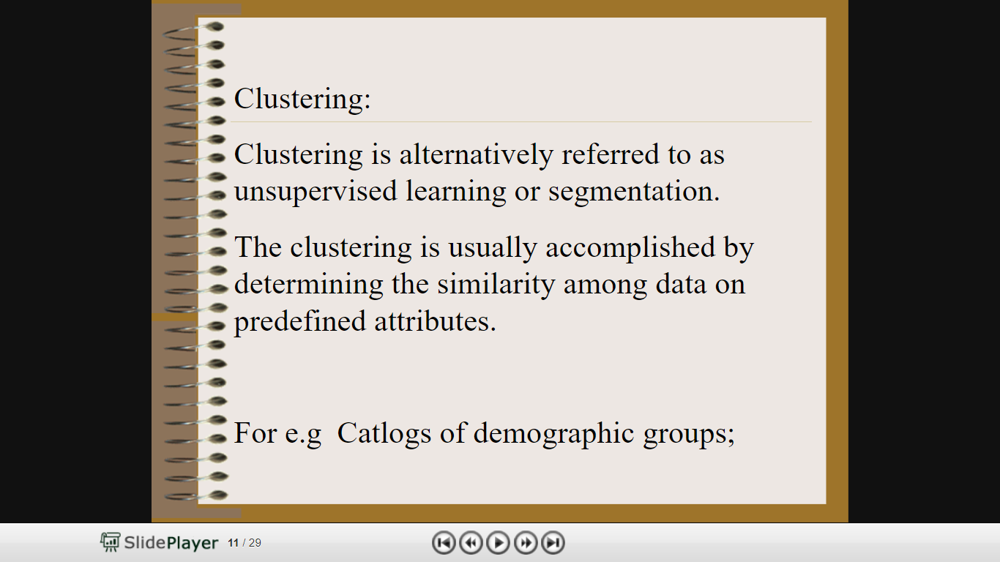 Clustering:
Clustering is alternatively referred to as
unsupervised learning or segmentation.
The clustering is usually accomplished by
determining the similarity among data on
predefined attributes.
For e.g  Catlogs of demographic groups;
SlidePlayer 11 / 29